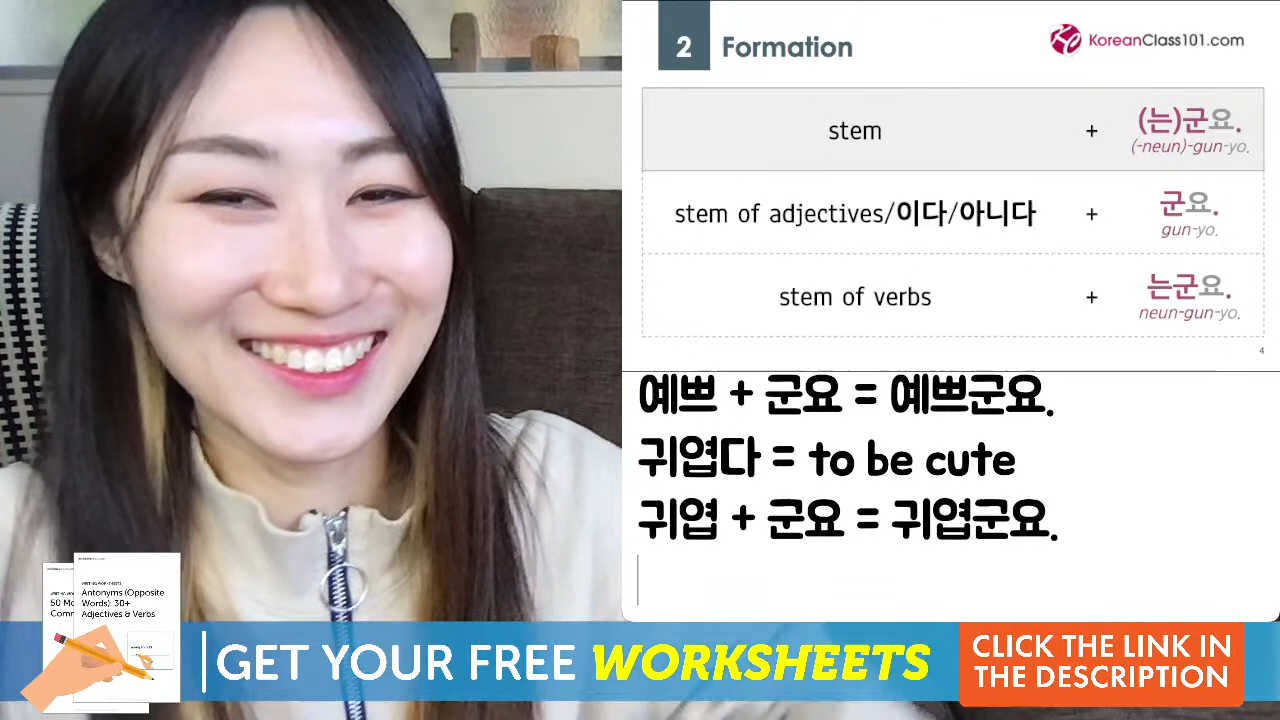 2 Formation
KoreanClass101.com
stem + (는)군요.
(-neun)-gun-yo.
stem of adjectives/이다/아니다 + 군요.
gun-yo.
stem of verbs + 는군요.
neun-gun-yo.
4
예쁘 + 군요 = 예쁘군요.
귀엽다 = to be cute
귀엽 + 군요 = 귀엽군요.
WRITING WORKSHEETS
Antonyms (Opposite
Words): 30+
Adjectives & Verbs
50 Mo
Comm
GET YOUR FREE WORKSHEETS
CLICK THE LINK IN
THE DESCRIPTION